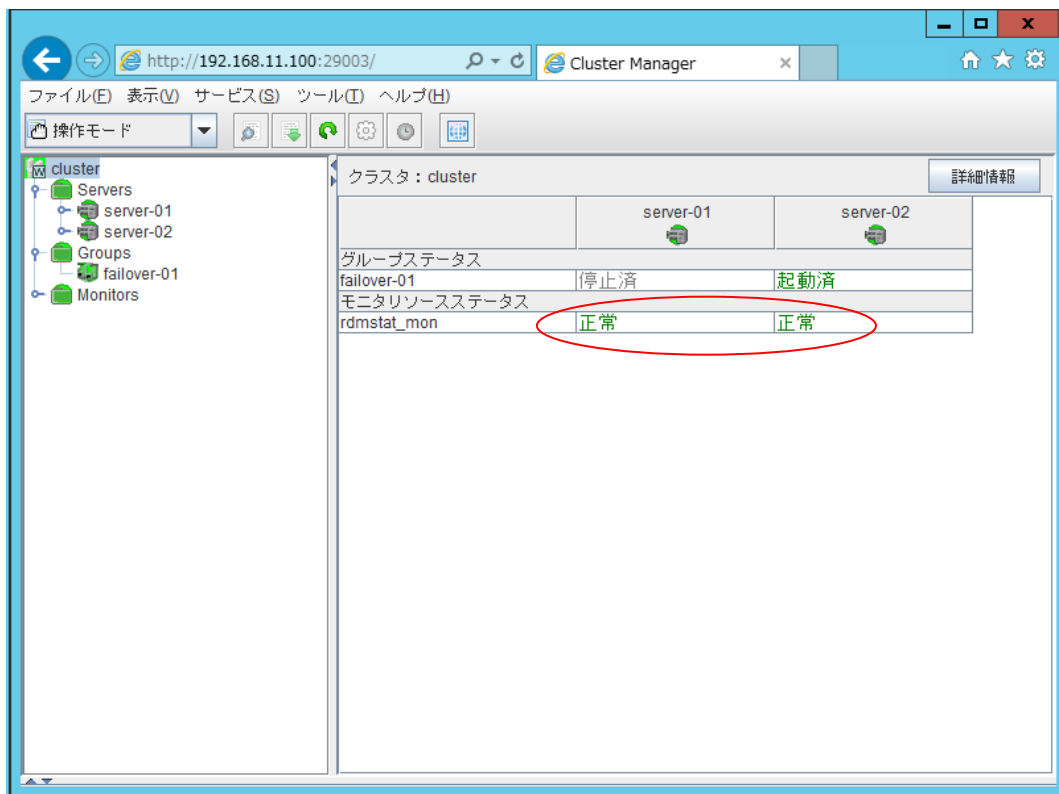 http://192.168.11.100:29003/ Cluster Manager
ファイル(F) 表示(V) サービス(S) ツール(T) ヘルプ(H)
操作モード
cluster
Servers
server-01
server-02
Groups
failover-01
Monitors
クラスタ：cluster 詳細情報
server-01 server-02
グループステータス
failover-01 停止済 起動済
モニタリソースステータス
rdmstat_mon 正常 正常